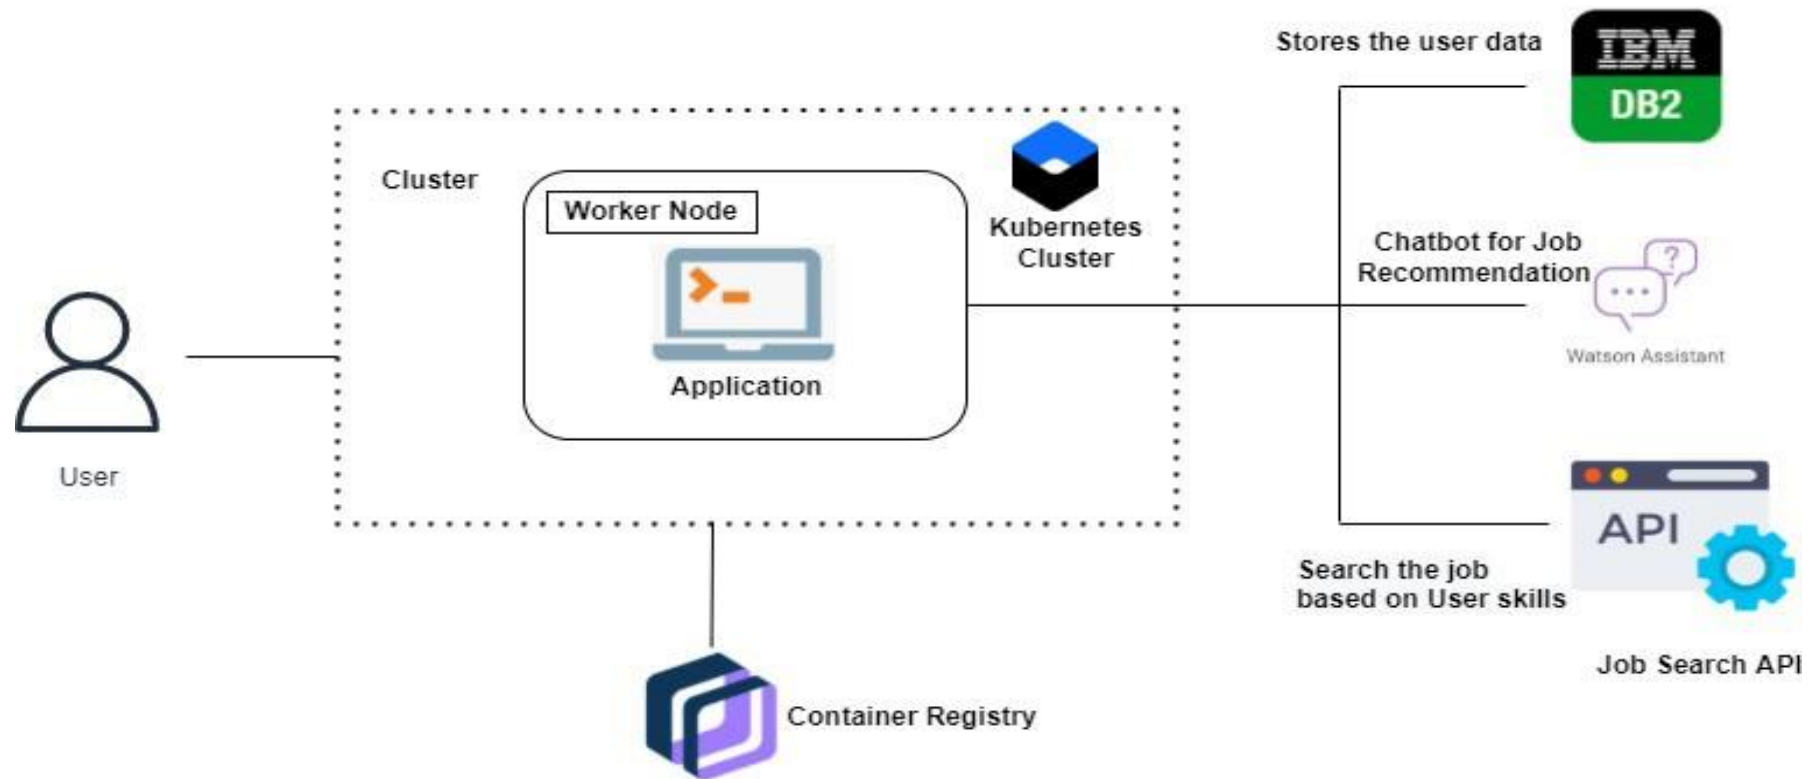 Stores the user data
IBM
DB2
Cluster
Worker Node
Kubernetes
Cluster
Application
Chatbot for Job
Recommendation
?
Watson Assistant
User
API
Search the job
based on User skills
Job Search API
Container Registry